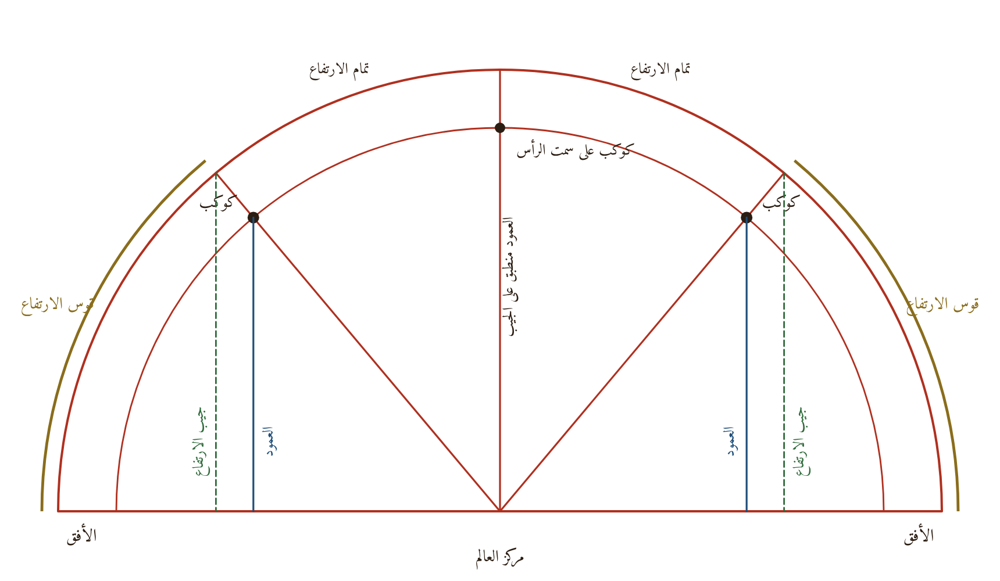 تمام الارتفاع
تمام الارتفاع
كوكب على سمت الرأس
كوكب
كوكب
العمود منطبق على الجيب
قوس الارتفاع
قوس الارتفاع
جيب الارتفاع
العمود
العمود
جيب الارتفاع
الأفق
الأفق
مركز العالم